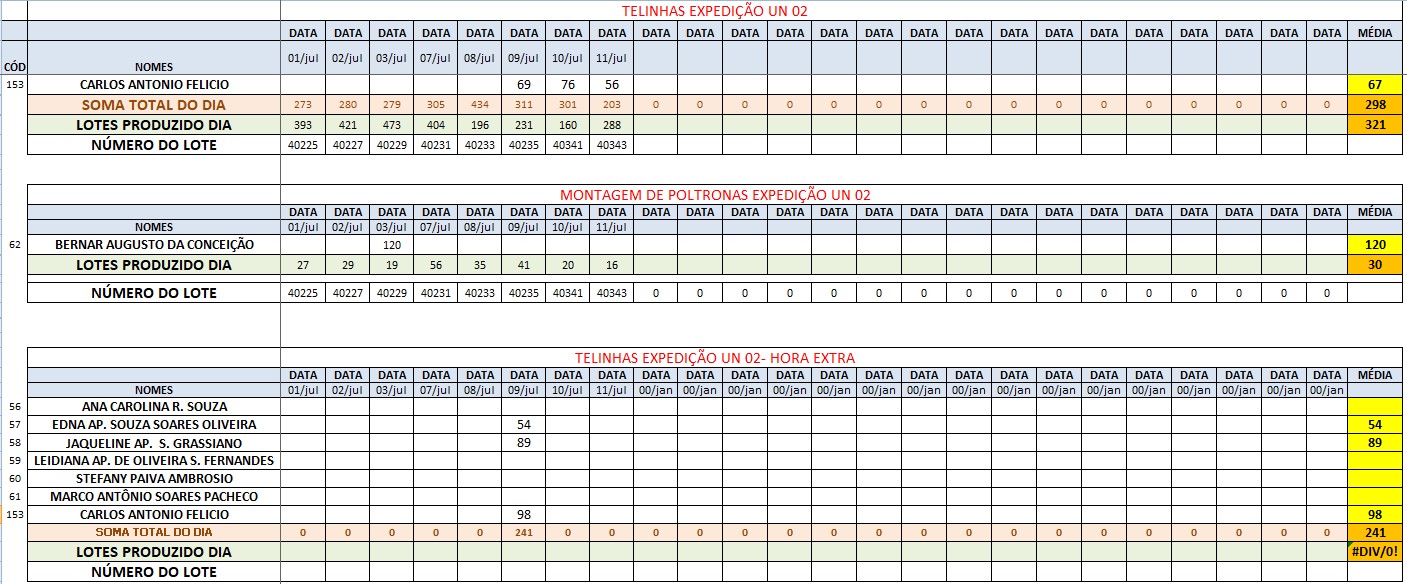 TELINHAS EXPEDIÇÃO UN 02
DATA DATA DATA DATA DATA DATA DATA DATA DATA DATA DATA DATA DATA DATA DATA DATA DATA DATA DATA DATA DATA DATA DATA DATA MÉDIA
CÓD NOMES 01/jul 02/jul 03/jul 07/jul 08/jul 09/jul 10/jul 11/jul
153 CARLOS ANTONIO FELICIO 69 76 56 67
SOMA TOTAL DO DIA 273 280 279 305 434 311 301 203 0 0 0 0 0 0 0 0 0 0 0 0 0 0 0 0 298
LOTES PRODUZIDO DIA 393 421 473 404 196 231 160 288 321
NÚMERO DO LOTE 40225 40227 40229 40231 40233 40235 40341 40343
MONTAGEM DE POLTRONAS EXPEDIÇÃO UN 02
DATA DATA DATA DATA DATA DATA DATA DATA DATA DATA DATA DATA DATA DATA DATA DATA DATA DATA DATA DATA DATA DATA DATA DATA MÉDIA
NOMES 01/jul 02/jul 03/jul 07/jul 08/jul 09/jul 10/jul 11/jul
62 BERNAR AUGUSTO DA CONCEIÇÃO 120 120
LOTES PRODUZIDO DIA 27 29 19 56 35 41 20 16 30
NÚMERO DO LOTE 40225 40227 40229 40231 40233 40235 40341 40343 0 0 0 0 0 0 0 0 0 0 0 0 0 0 0 0
TELINHAS EXPEDIÇÃO UN 02- HORA EXTRA
DATA DATA DATA DATA DATA DATA DATA DATA DATA DATA DATA DATA DATA DATA DATA DATA DATA DATA DATA DATA DATA DATA DATA DATA MÉDIA
NOMES 01/jul 02/jul 03/jul 07/jul 08/jul 09/jul 10/jul 11/jul 00/jan 00/jan 00/jan 00/jan 00/jan 00/jan 00/jan 00/jan 00/jan 00/jan 00/jan 00/jan 00/jan 00/jan 00/jan 00/jan
56 ANA CAROLINA R. SOUZA
57 EDNA AP. SOUZA SOARES OLIVEIRA 54 54
58 JAQUELINE AP. S. GRASSIANO 89 89
59 LEIDIANA AP. DE OLIVEIRA S. FERNANDES
60 STEFANY PAIVA AMBROSIO
61 MARCO ANTÔNIO SOARES PACHECO
153 CARLOS ANTONIO FELICIO 98 98
SOMA TOTAL DO DIA 0 0 0 0 0 241 0 0 0 0 0 0 0 0 0 0 0 0 0 0 0 0 0 0 241
LOTES PRODUZIDO DIA #DIV/0!
NÚMERO DO LOTE